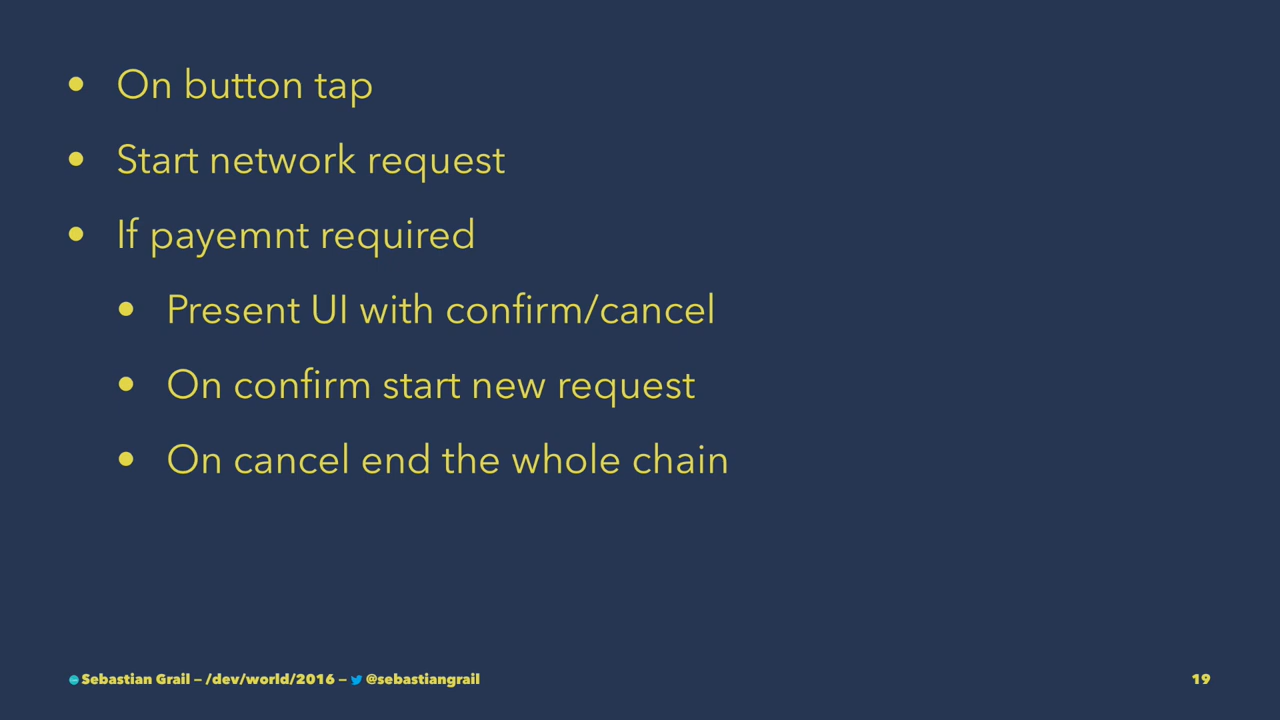 • On button tap
• Start network request
• If payemnt required
• Present UI with confirm/cancel
• On confirm start new request
• On cancel end the whole chain
Sebastian Grail – /dev/world/2016 – @sebastiangrail
19